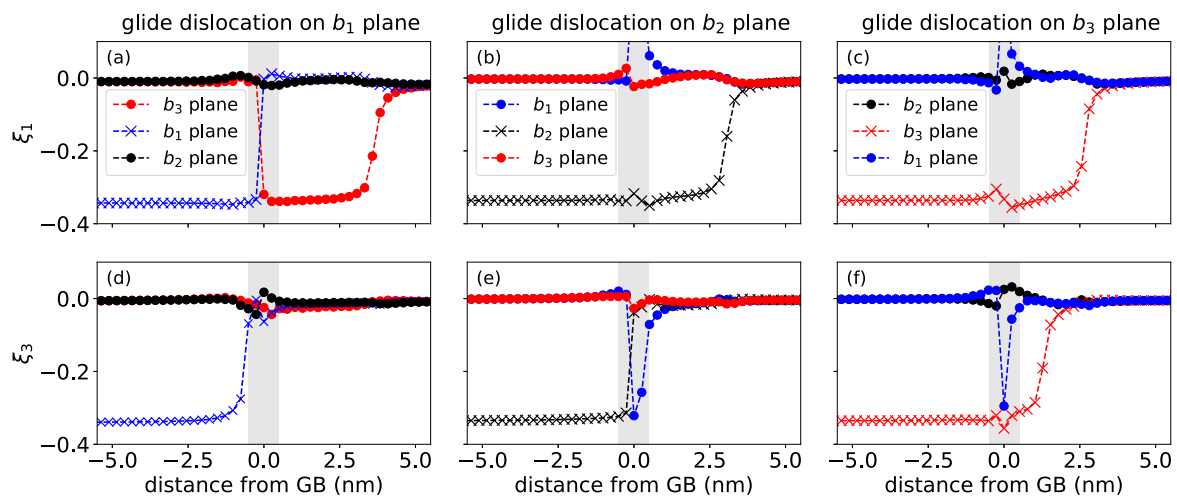 glide dislocation on b₁ plane
glide dislocation on b₂ plane
glide dislocation on b₃ plane
(a)
ξ₁
0.0
−0.2
−0.4
b₃ plane
b₁ plane
b₂ plane
(b)
b₁ plane
b₂ plane
b₃ plane
(c)
b₂ plane
b₃ plane
b₁ plane
(d)
ξ₃
0.0
−0.2
−0.4
−5.0 −2.5 0.0 2.5 5.0
distance from GB (nm)
(e)
−5.0 −2.5 0.0 2.5 5.0
distance from GB (nm)
(f)
−5.0 −2.5 0.0 2.5 5.0
distance from GB (nm)